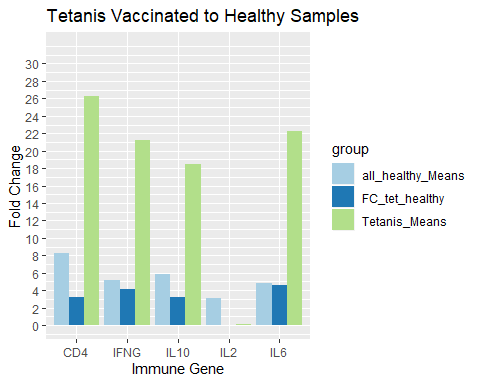 Tetanis Vaccinated to Healthy Samples
Fold Change
30
28
26
24
22
20
18
16
14
12
10
8
6
4
2
0
CD4 IFNG IL10 IL2 IL6
Immune Gene
group
all_healthy_Means
FC_tet_healthy
Tetanis_Means